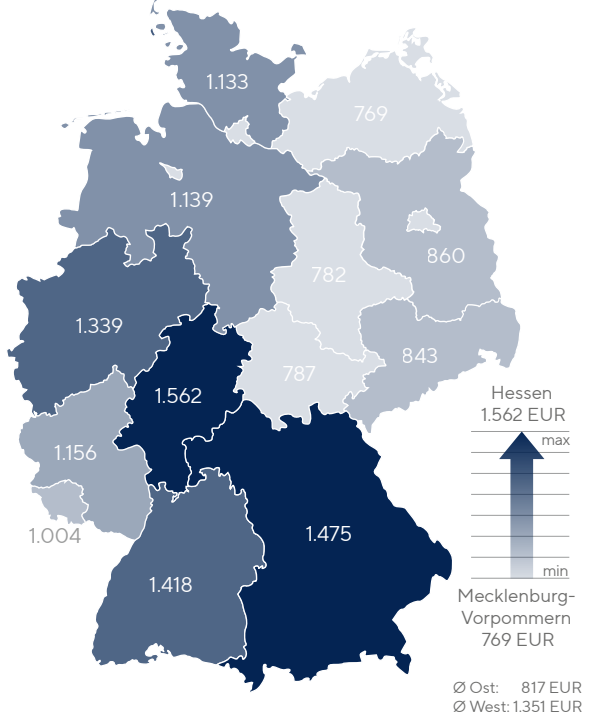 1.133
769
1.139
860
782
1.339
843
787
1.562
1.156
1.004
1.475
1.418
Hessen
1.562 EUR
max
min
Mecklenburg-
Vorpommern
769 EUR
Ø Ost: 817 EUR
Ø West: 1.351 EUR